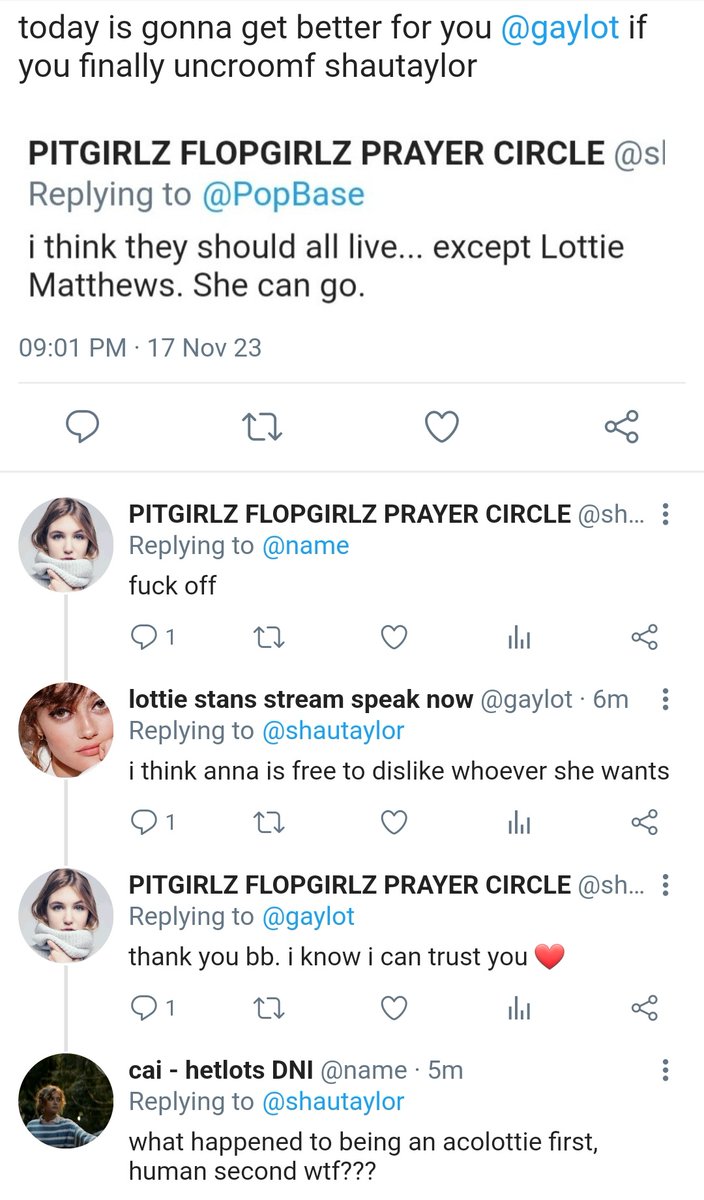 today is gonna get better for you @gaylot if
you finally uncroomf shautaylor
PITGIRLZ FLOPGIRLZ PRAYER CIRCLE @sl
Replying to @PopBase
i think they should all live... except Lottie
Matthews. She can go.
09:01 PM · 17 Nov 23
PITGIRLZ FLOPGIRLZ PRAYER CIRCLE @sh...
Replying to @name
fuck off
1
lottie stans stream speak now @gaylot · 6m
Replying to @shautaylor
i think anna is free to dislike whoever she wants
1
PITGIRLZ FLOPGIRLZ PRAYER CIRCLE @sh...
Replying to @gaylot
thank you bb. i know i can trust you ❤️
1
cai - hetlots DNI @name · 5m
Replying to @shautaylor
what happened to being an acolottie first,
human second wtf???